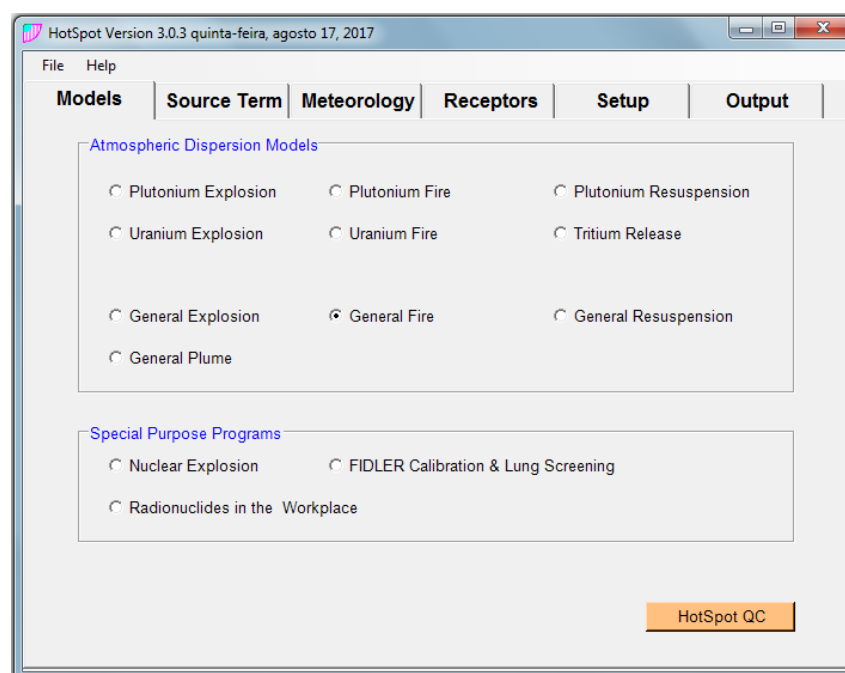 HotSpot Version 3.0.3 quinta-feira, agosto 17, 2017
File Help
Models Source Term Meteorology Receptors Setup Output
Atmospheric Dispersion Models
Plutonium Explosion Plutonium Fire Plutonium Resuspension
Uranium Explosion Uranium Fire Tritium Release
General Explosion General Fire General Resuspension
General Plume
Special Purpose Programs
Nuclear Explosion FIDLER Calibration & Lung Screening
Radionuclides in the Workplace
HotSpot QC